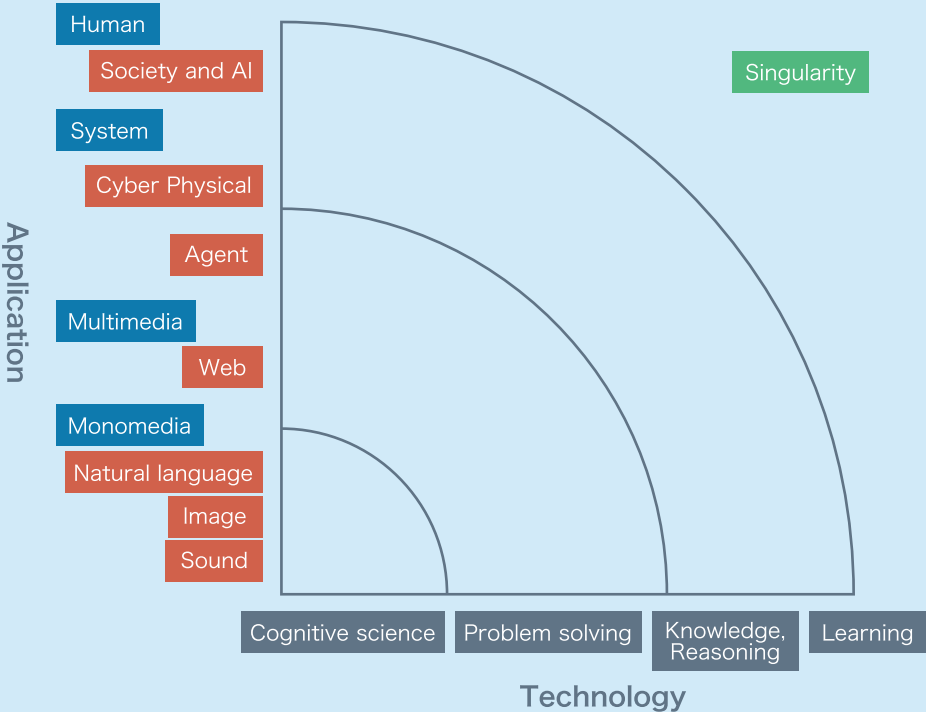 Human
Society and AI
Singularity
System
Cyber Physical
Agent
Multimedia
Web
Monomedia
Natural language
Image
Sound
Application
Cognitive science
Problem solving
Knowledge,
Reasoning
Learning
Technology